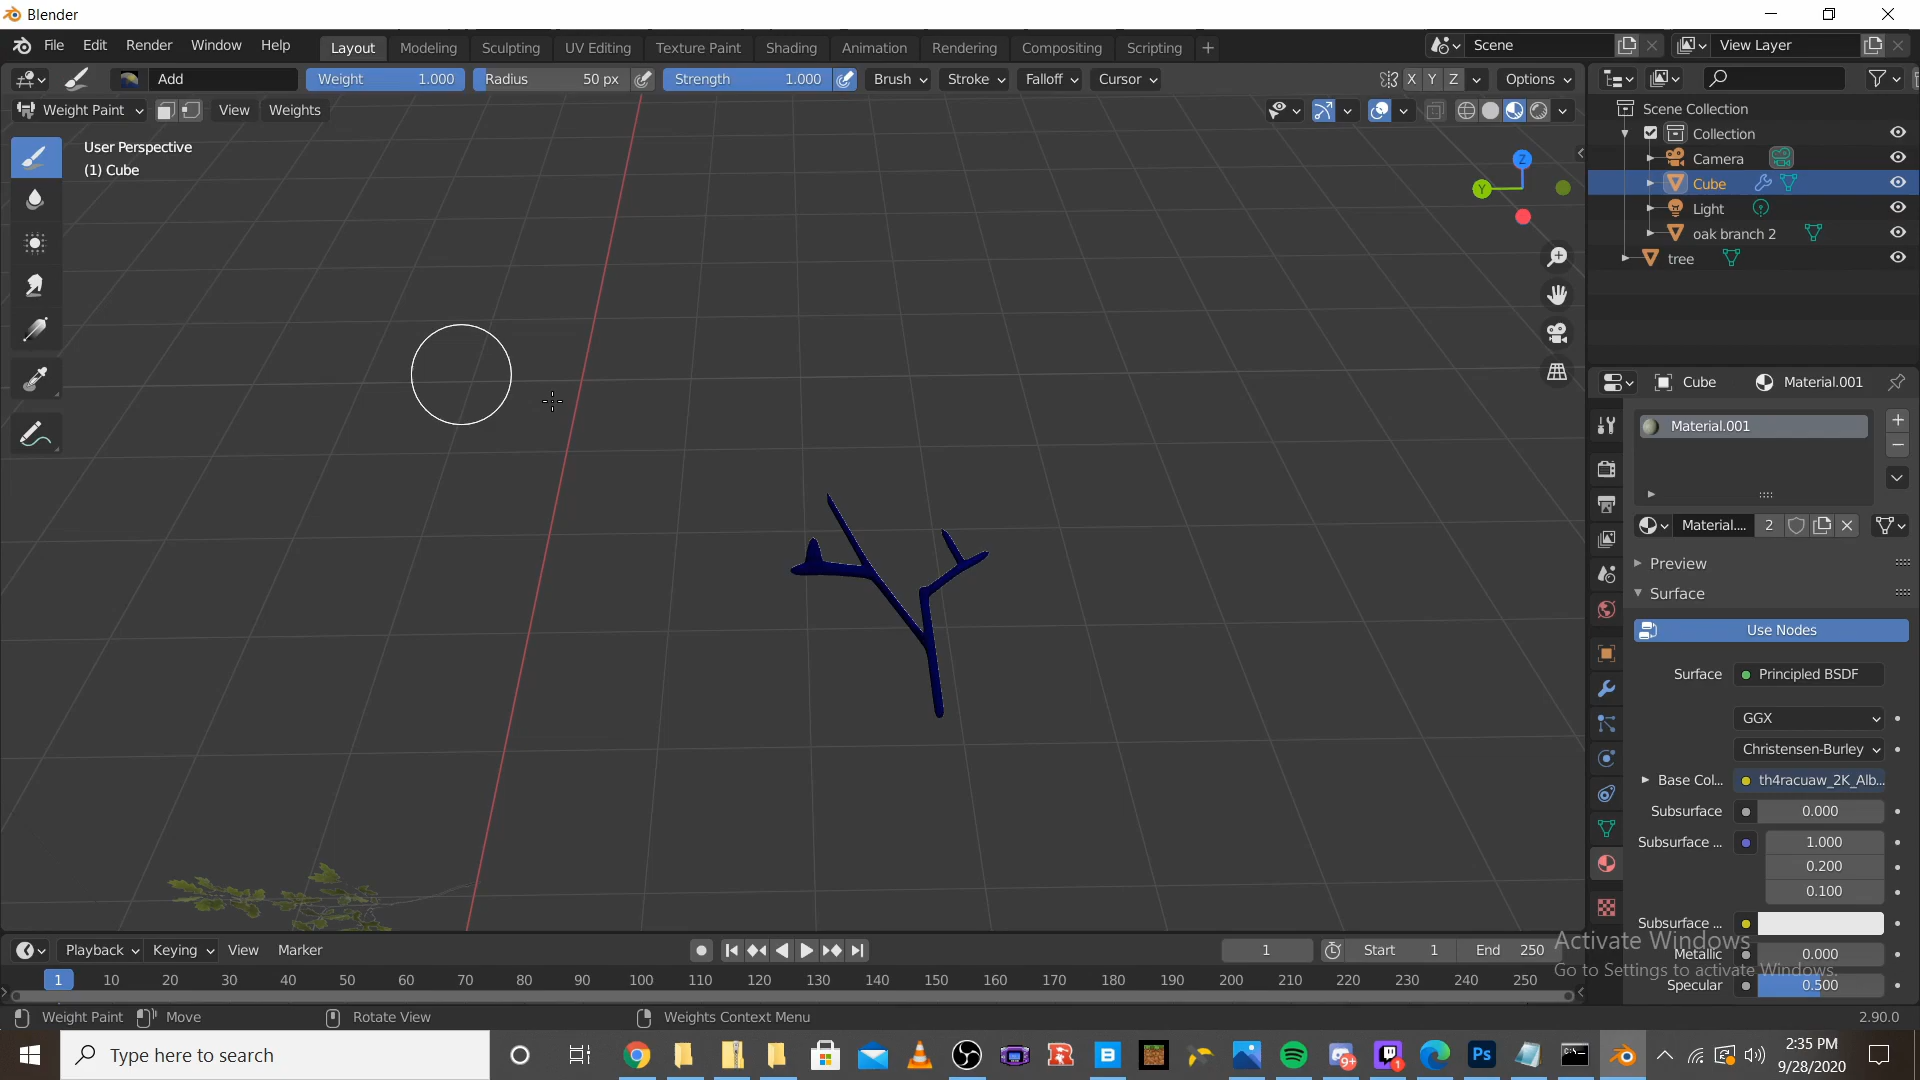 Blender
File Edit Render Window Help Layout Modeling Sculpting UV Editing Texture Paint Shading Animation Rendering Compositing Scripting + Scene View Layer
Add Weight 1.000 Radius 50 px Strength 1.000 Brush Stroke Falloff Cursor X Y Z Options
Weight Paint View Weights
User Perspective
(1) Cube
Z
Y
Scene Collection
Collection
Camera
Cube
Light
oak branch 2
tree
Cube Material.001
Material.001
Material.... 2
Preview
Surface
Use Nodes
Surface Principled BSDF
GGX
Christensen-Burley
Base Col... th4racuaw_2K_Alb...
Subsurface 0.000
Subsurface ... 1.000
0.200
0.100
Subsurface ...
Metallic 0.000
Specular 0.500
Activate Windows
Go to Settings to activate Windows.
Playback Keying View Marker 1 Start 1 End 250
1 10 20 30 40 50 60 70 80 90 100 110 120 130 140 150 160 170 180 190 200 210 220 230 240 250
Weight Paint Move Rotate View Weights Context Menu 2.90.0
Type here to search
9+
1
Ps
2:35 PM
9/28/2020